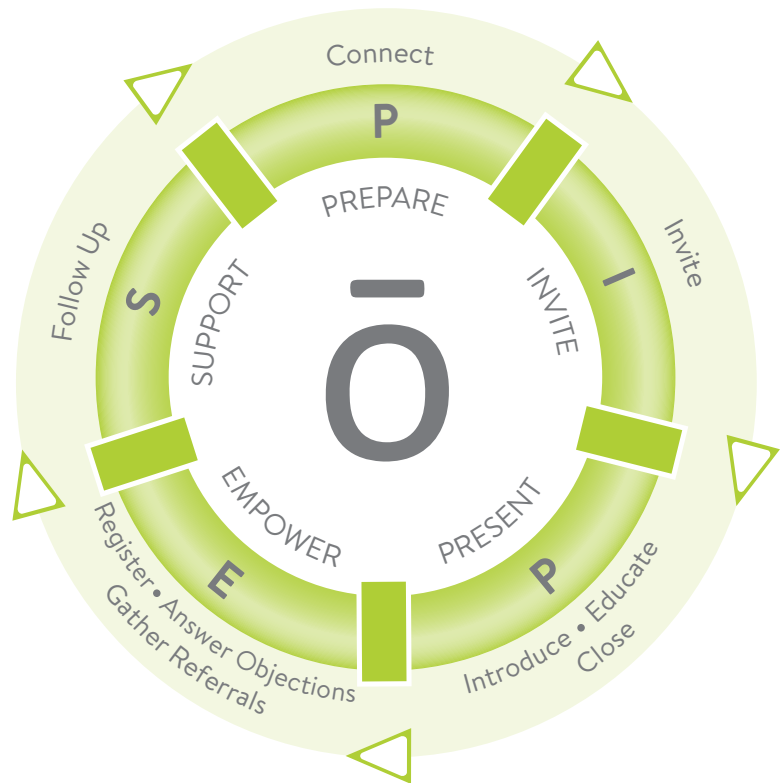 Connect
P
PREPARE
Invite
I
INVITE
P
PRESENT
Introduce • Educate
Close
E
EMPOWER
Register • Answer Objections
Gather Referrals
S
SUPPORT
Follow Up
ō